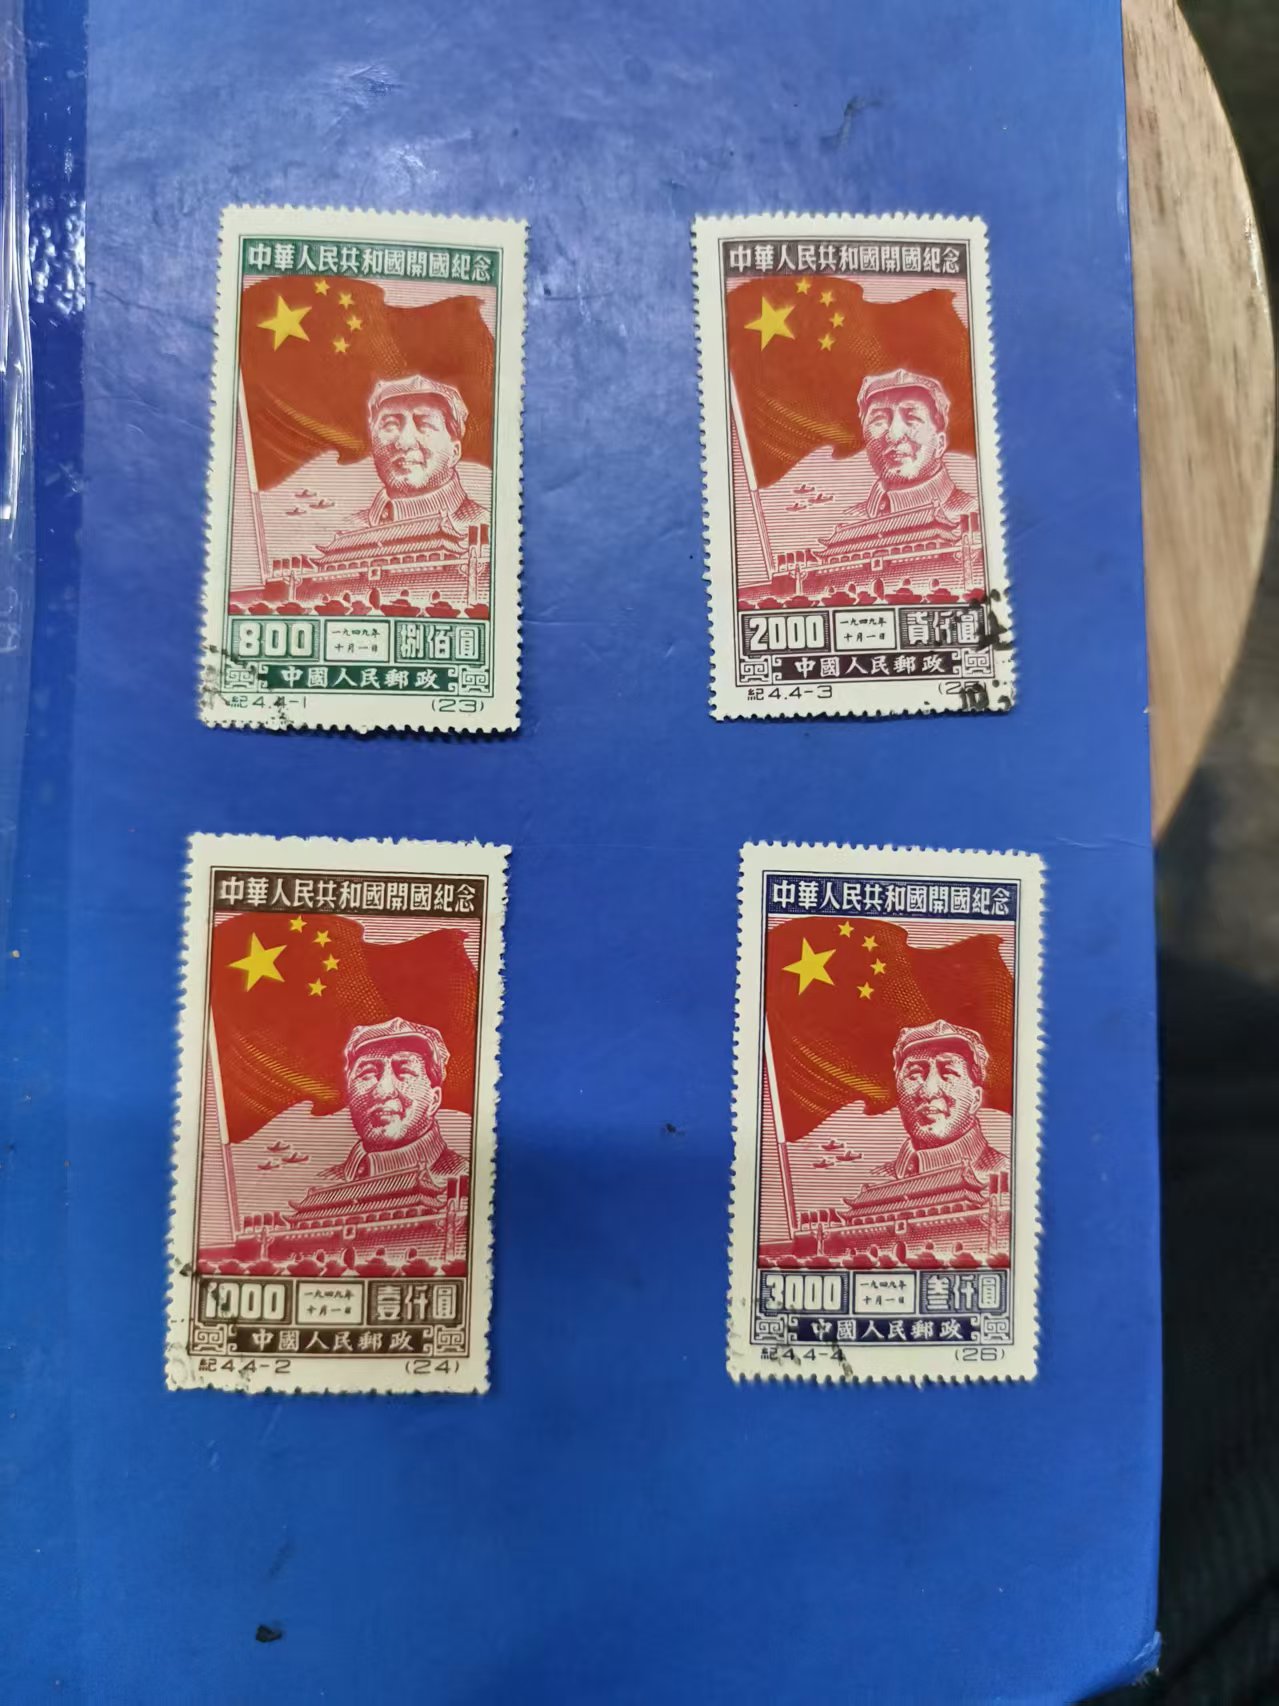 中華人民共和國開國紀念
800 一九四九年十月一日 捌佰圓
中國人民郵政
紀4.4-1 (23)
中華人民共和國開國紀念
2000 一九四九年十月一日 貳仟圓
中國人民郵政
紀4.4-3
中華人民共和國開國紀念
1000 一九四九年十月一日 壹仟圓
中國人民郵政
紀4.4-2 (24)
中華人民共和國開國紀念
3000 一九四九年十月一日 叁仟圓
中國人民郵政
紀4.4-4 (26)